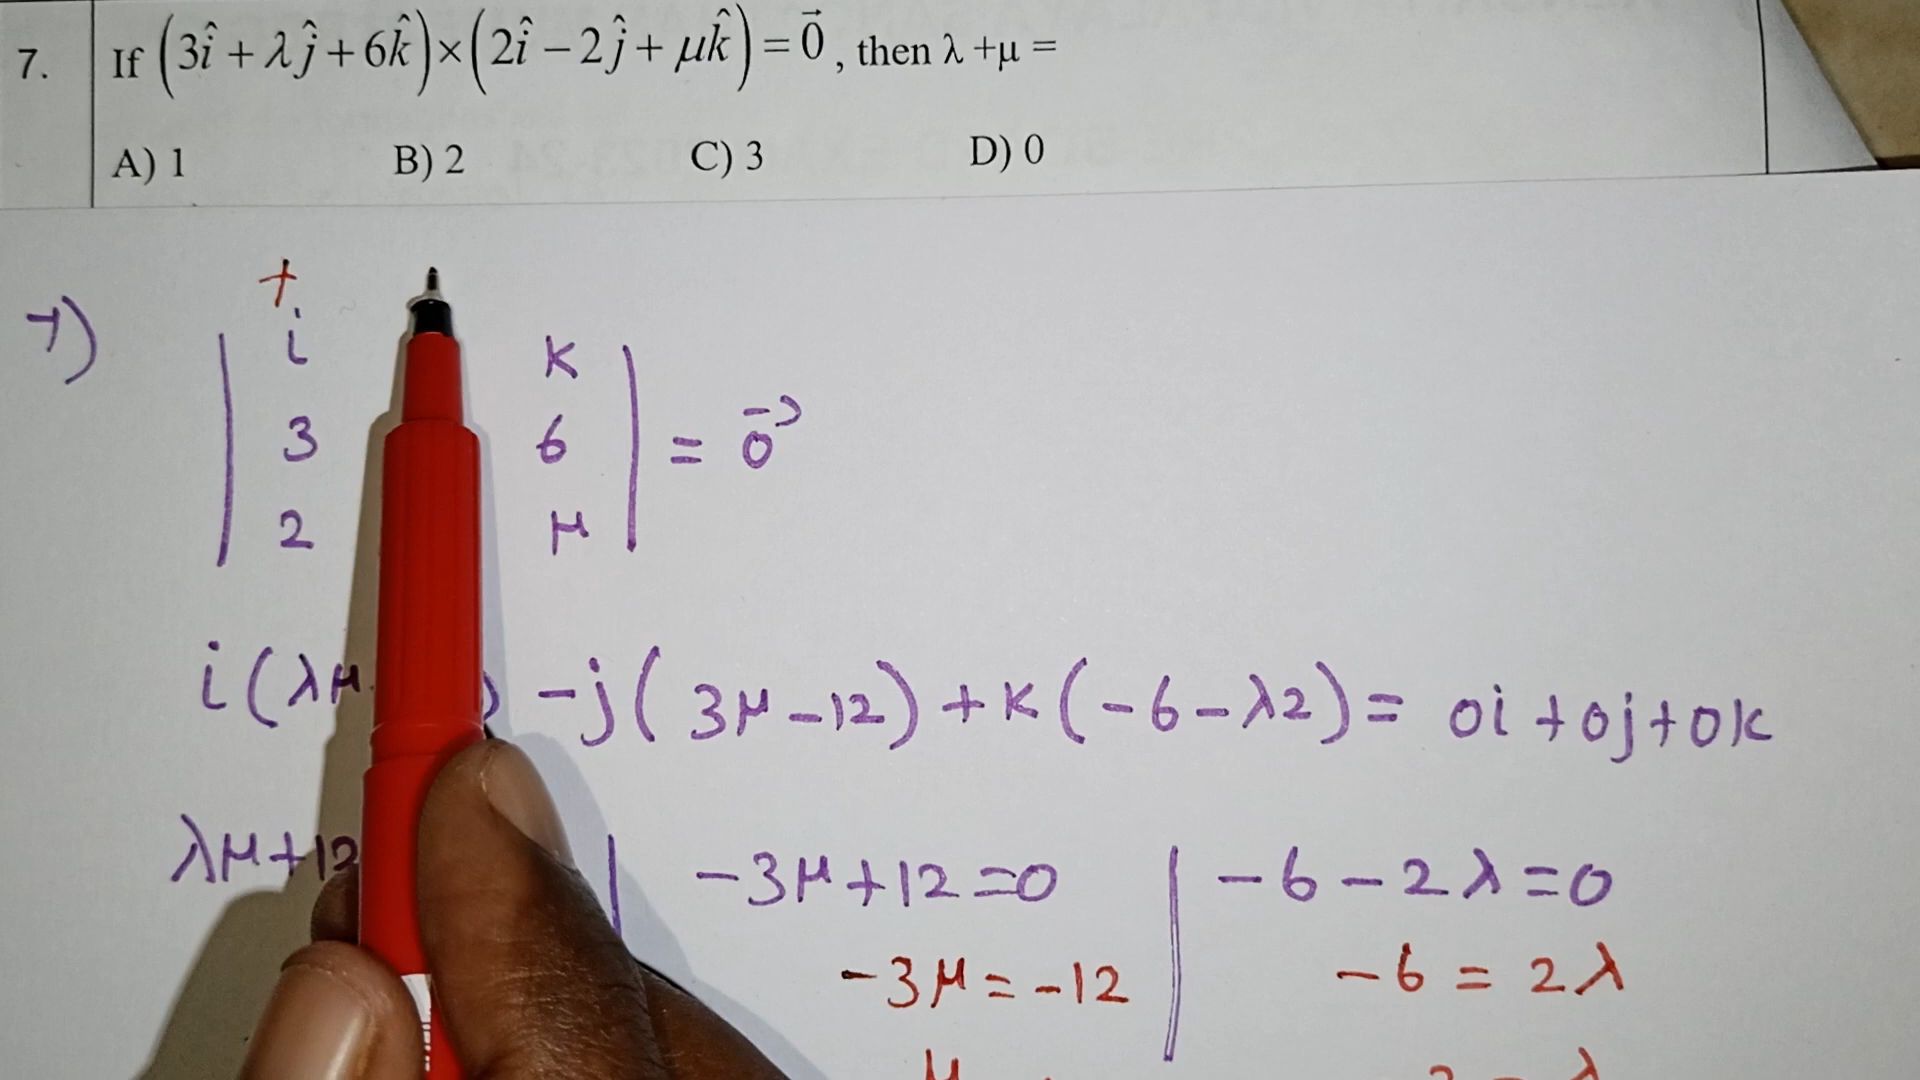 7. If (3î + λĵ + 6k̂) × (2î − 2ĵ + μk̂) = 0⃗, then λ + μ =
A) 1 B) 2 C) 3 D) 0
+
7) | i k |
3 6 = 0⃗
2 μ
i(λμ ) −j(3μ−12) + k(−6−λ2) = 0i+0j+0k
λμ+12 | −3μ+12=0 | −6−2λ=0
−3μ=−12 −6 = 2λ